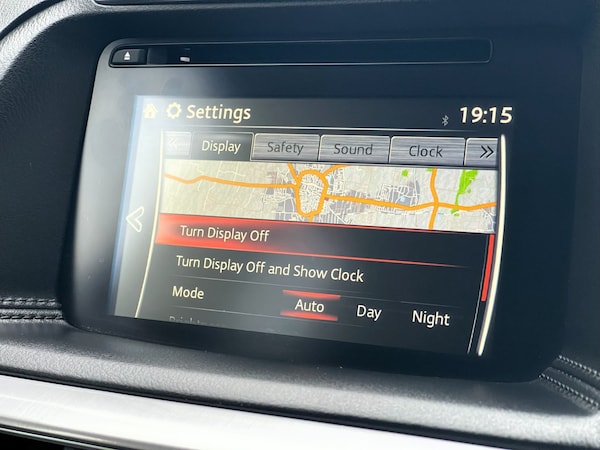 Settings 19:15
Display Safety Sound Clock
Turn Display Off
Turn Display Off and Show Clock
Mode Auto Day Night